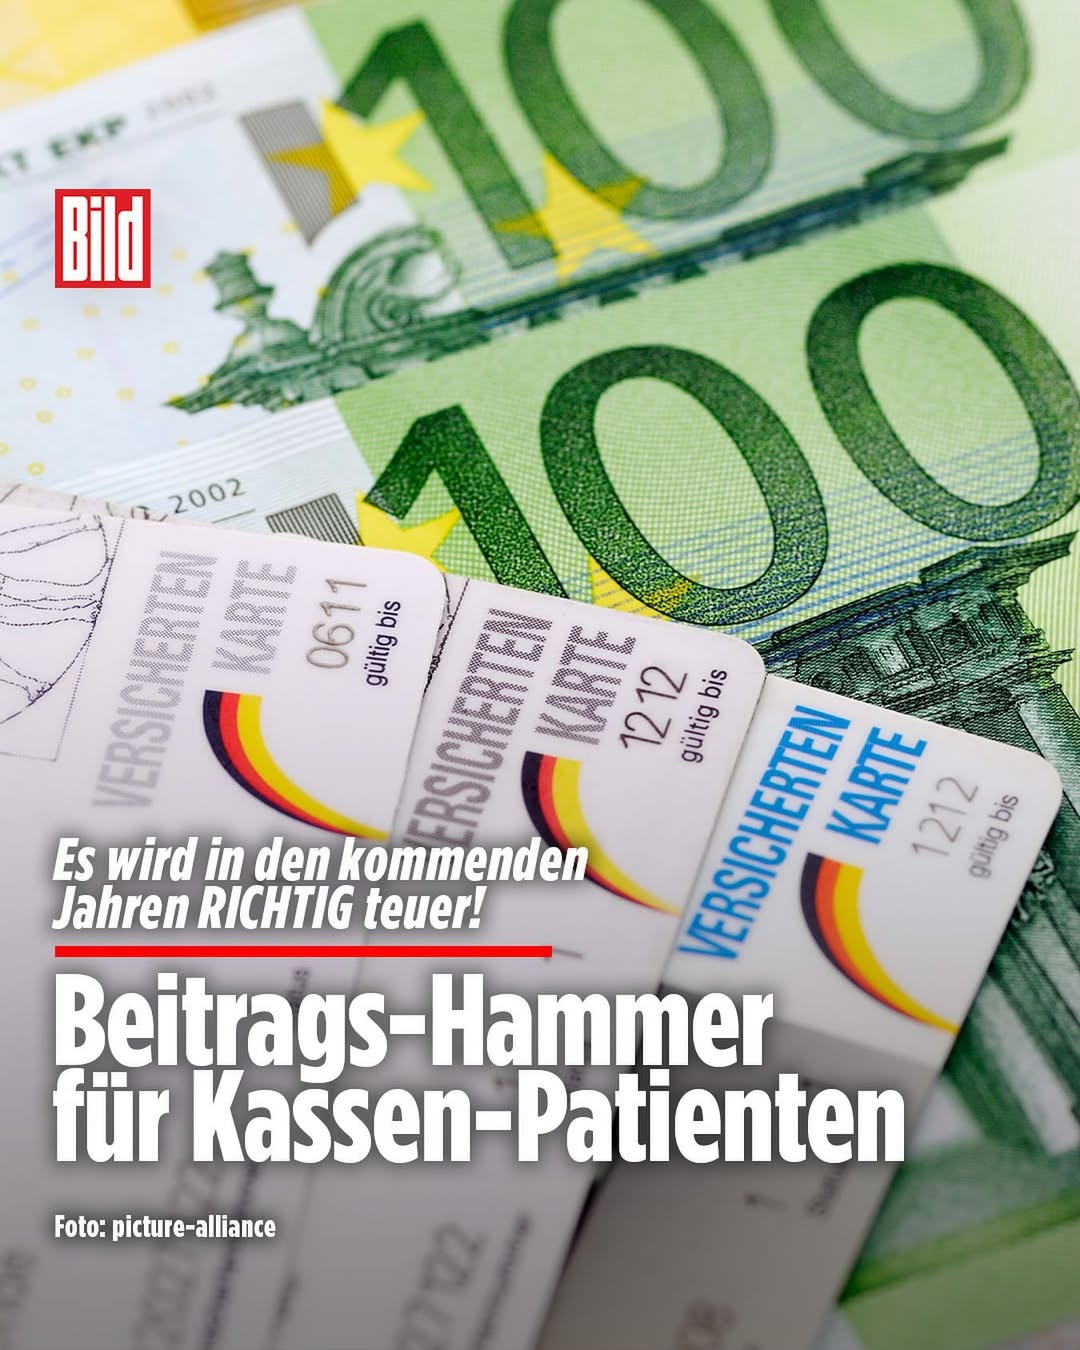 100
EKP 2002
Bild
100
2002
VERSICHERTEN
KARTE
0611
gültig bis
VERSICHERTEN
KARTE
1212
gültig bis
VERSICHERTEN
KARTE
1212
gültig bis
Es wird in den kommenden
Jahren RICHTIG teuer!
Beitrags-Hammer
für Kassen-Patienten
Foto: picture-alliance